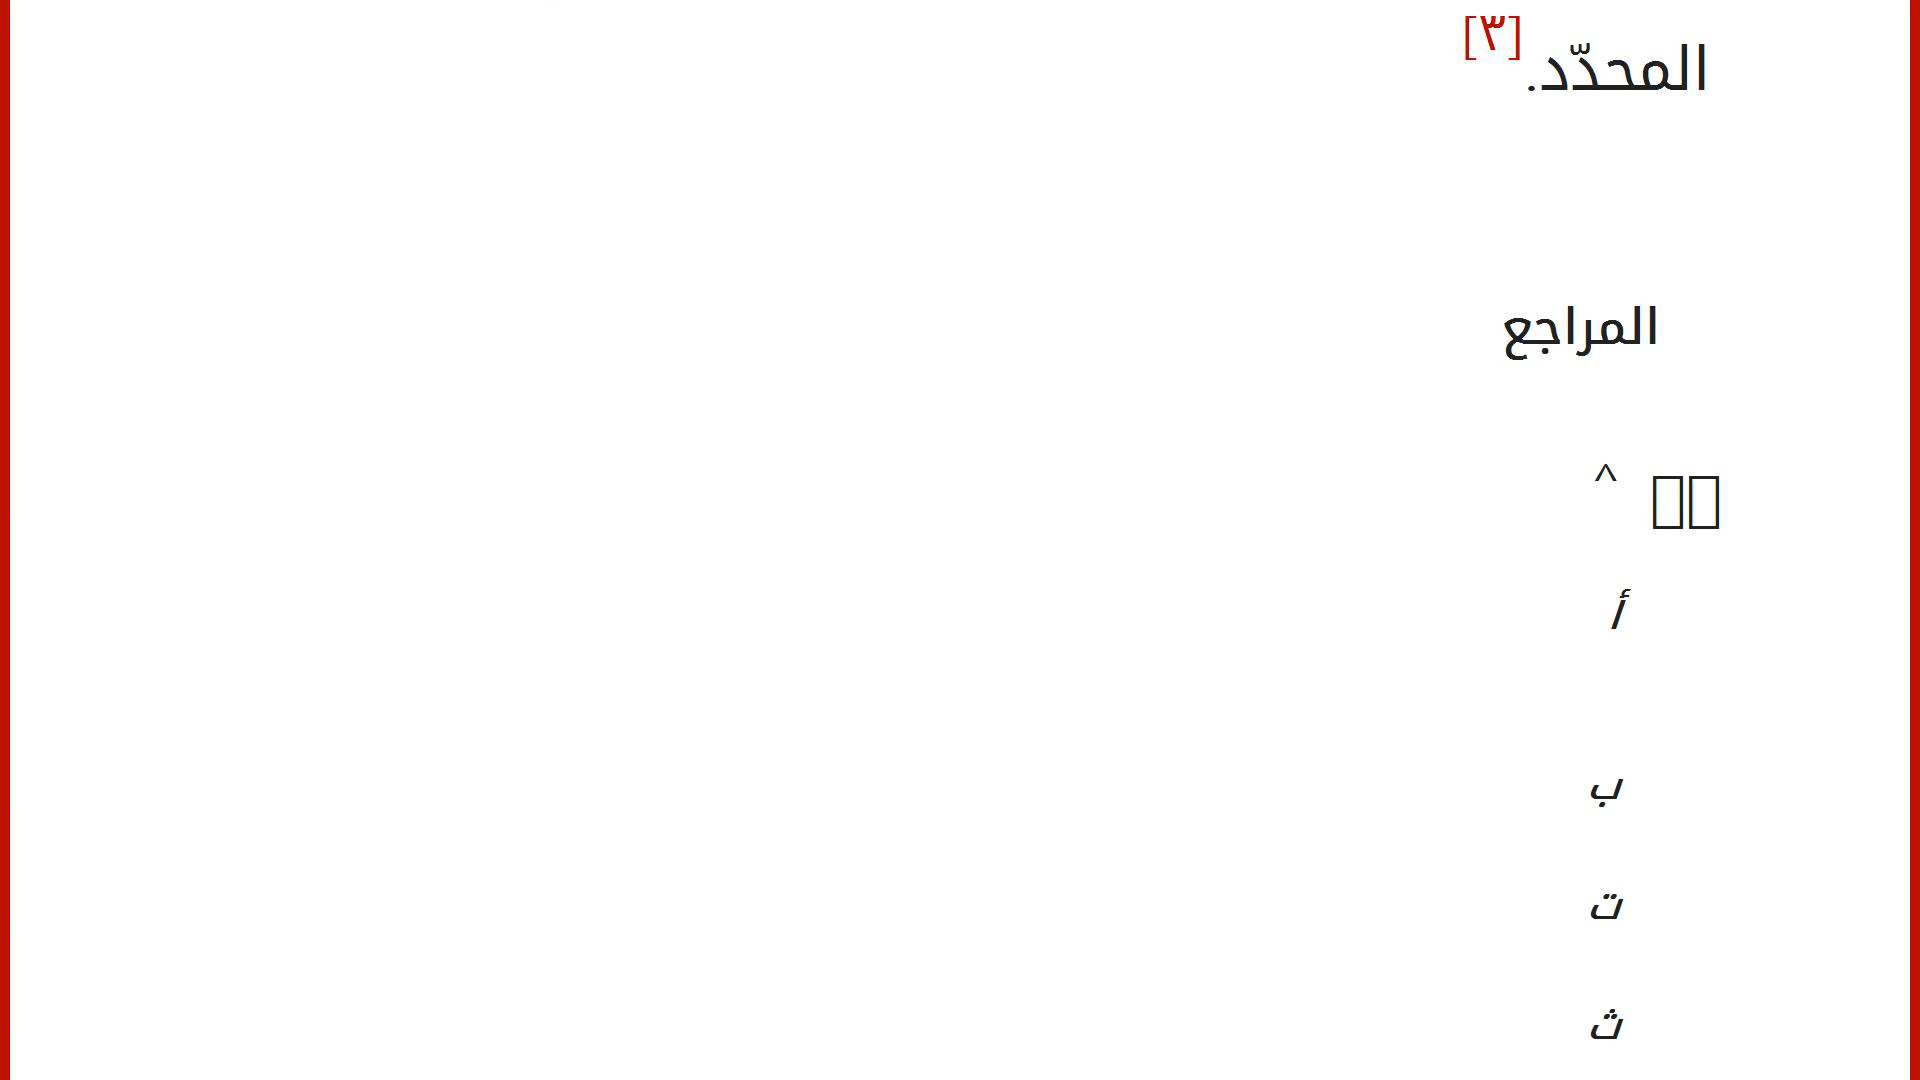 المحدّد.[٣]
المراجع
^
أ
ب
ت
ث